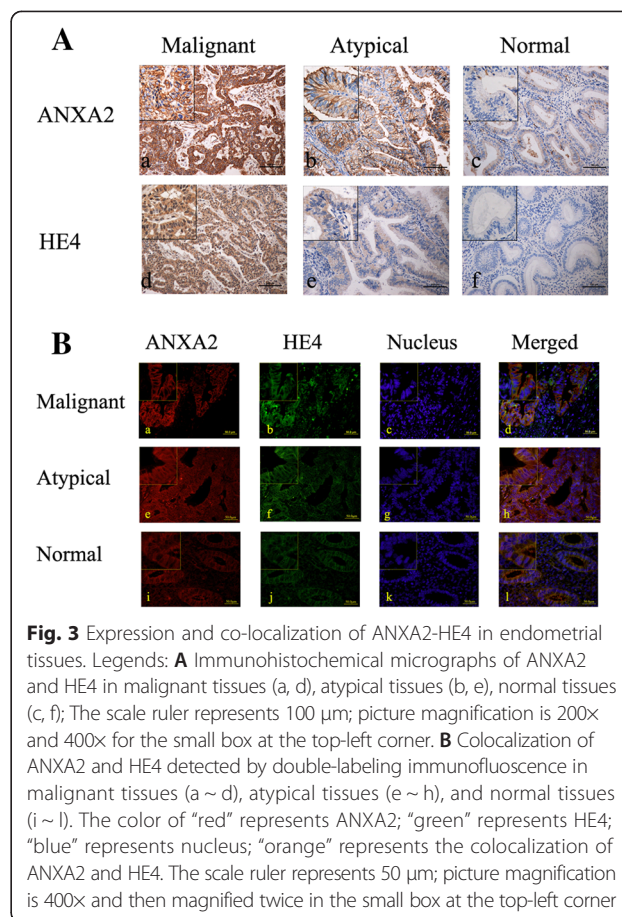 A
Malignant Atypical Normal
ANXA2
a b c
HE4
d e f
B
ANXA2 HE4 Nucleus Merged
Malignant
a b c d
Atypical
e f g h
Normal
i j k l
Fig. 3 Expression and co-localization of ANXA2-HE4 in endometrial
tissues. Legends: A Immunohistochemical micrographs of ANXA2
and HE4 in malignant tissues (a, d), atypical tissues (b, e), normal tissues
(c, f); The scale ruler represents 100 μm; picture magnification is 200×
and 400× for the small box at the top-left corner. B Colocalization of
ANXA2 and HE4 detected by double-labeling immunofluoscence in
malignant tissues (a ~ d), atypical tissues (e ~ h), and normal tissues
(i ~ l). The color of “red” represents ANXA2; “green” represents HE4;
“blue” represents nucleus; “orange” represents the colocalization of
ANXA2 and HE4. The scale ruler represents 50 μm; picture magnification
is 400× and then magnified twice in the small box at the top-left corner